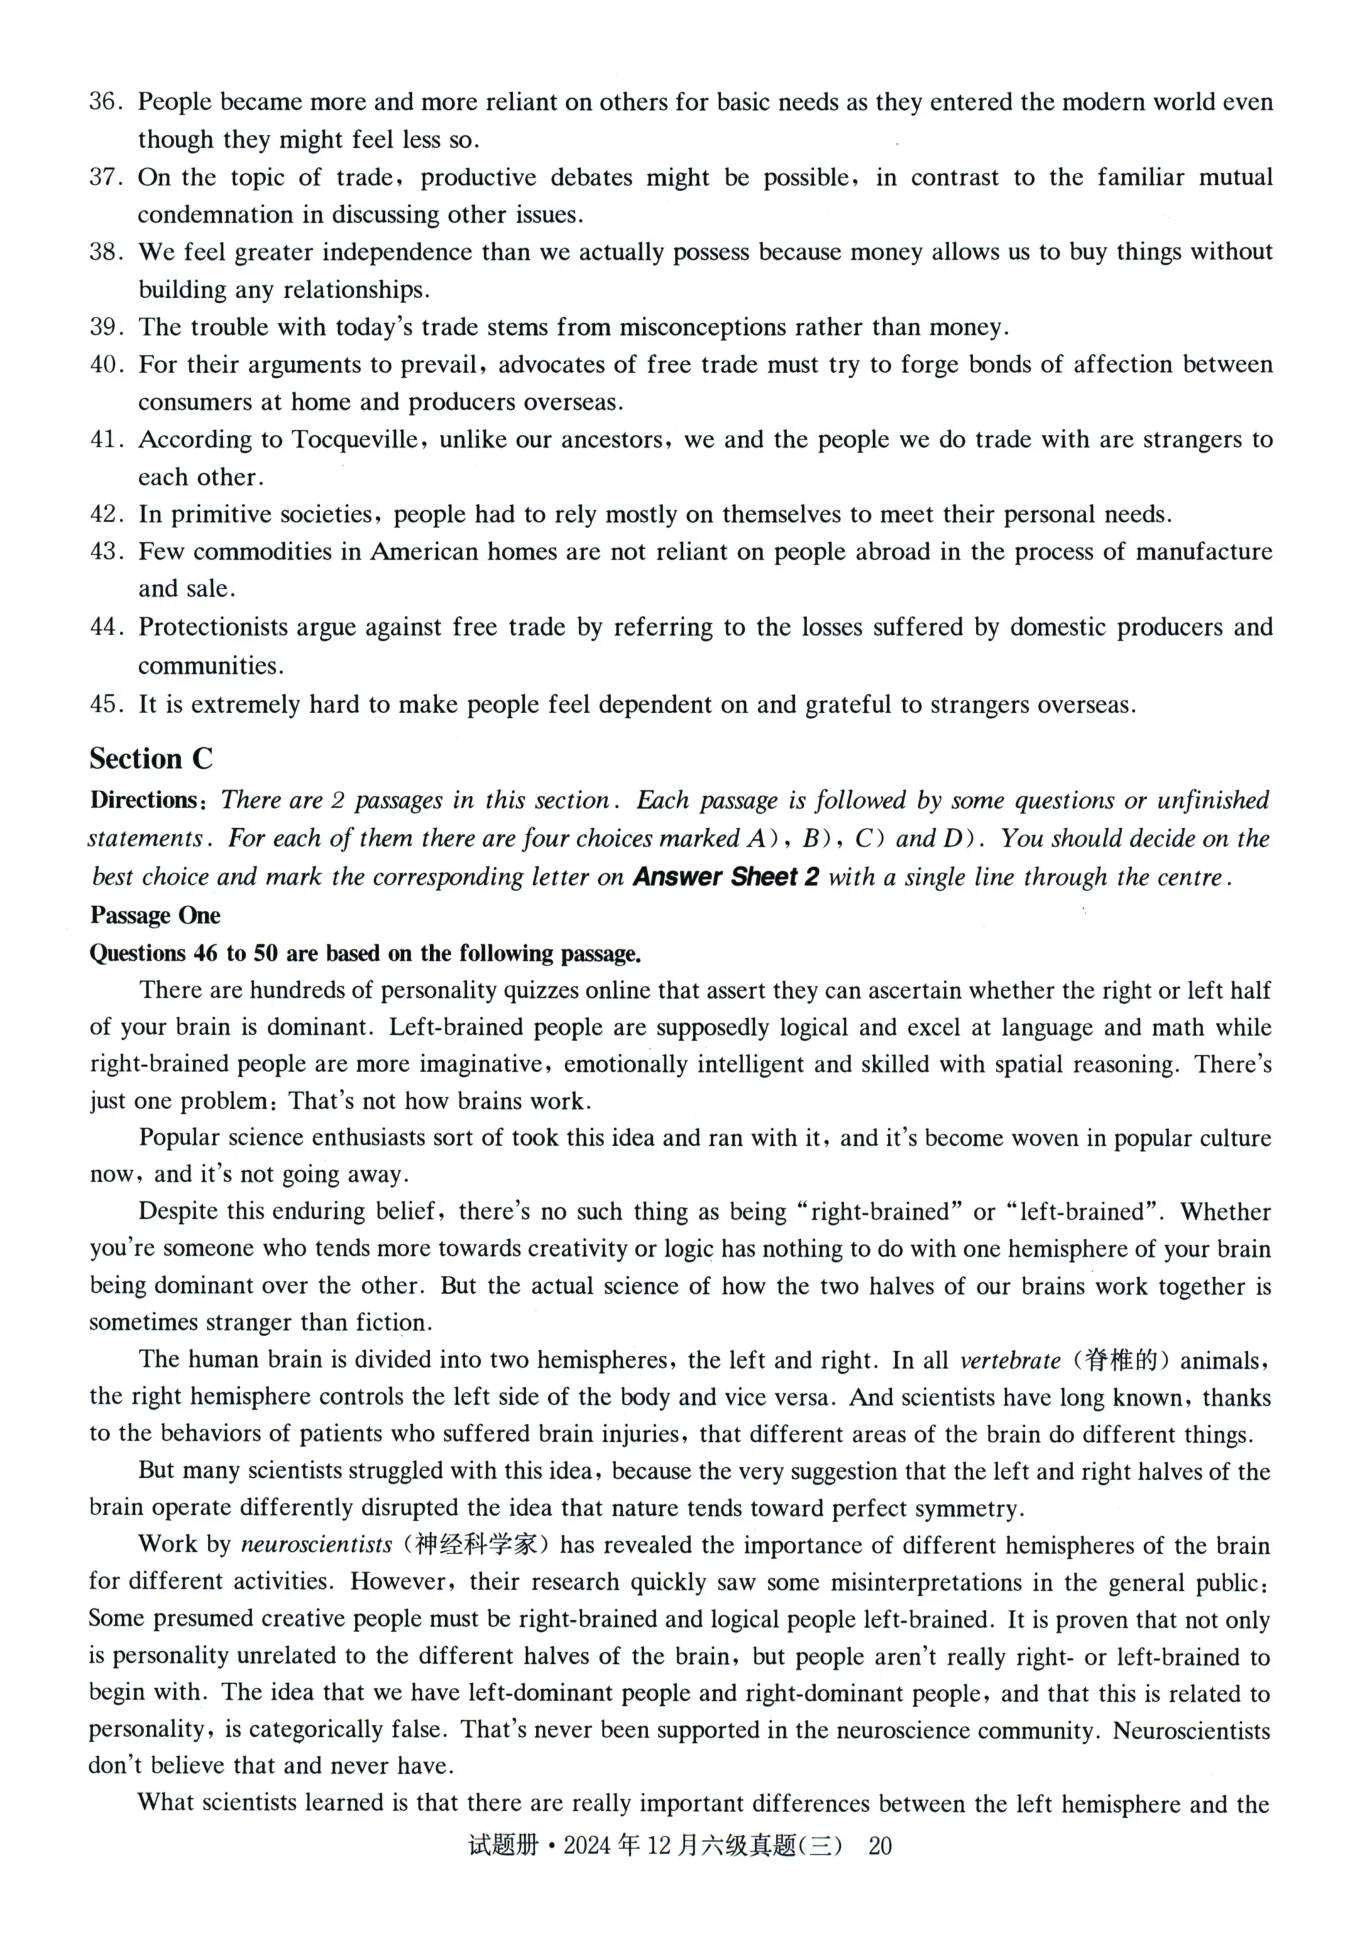 36. People became more and more reliant on others for basic needs as they entered the modern world even
though they might feel less so.
37. On the topic of trade, productive debates might be possible, in contrast to the familiar mutual
condemnation in discussing other issues.
38. We feel greater independence than we actually possess because money allows us to buy things without
building any relationships.
39. The trouble with today's trade stems from misconceptions rather than money.
40. For their arguments to prevail, advocates of free trade must try to forge bonds of affection between
consumers at home and producers overseas.
41. According to Tocqueville, unlike our ancestors, we and the people we do trade with are strangers to
each other.
42. In primitive societies, people had to rely mostly on themselves to meet their personal needs.
43. Few commodities in American homes are not reliant on people abroad in the process of manufacture
and sale.
44. Protectionists argue against free trade by referring to the losses suffered by domestic producers and
communities.
45. It is extremely hard to make people feel dependent on and grateful to strangers overseas.
Section C
Directions: There are 2 passages in this section. Each passage is followed by some questions or unfinished
statements. For each of them there are four choices marked A), B), C) and D). You should decide on the
best choice and mark the corresponding letter on Answer Sheet 2 with a single line through the centre.
Passage One
Questions 46 to 50 are based on the following passage.
There are hundreds of personality quizzes online that assert they can ascertain whether the right or left half
of your brain is dominant. Left-brained people are supposedly logical and excel at language and math while
right-brained people are more imaginative, emotionally intelligent and skilled with spatial reasoning. There's
just one problem: That's not how brains work.
Popular science enthusiasts sort of took this idea and ran with it, and it's become woven in popular culture
now, and it's not going away.
Despite this enduring belief, there's no such thing as being “right-brained” or “left-brained”. Whether
you're someone who tends more towards creativity or logic has nothing to do with one hemisphere of your brain
being dominant over the other. But the actual science of how the two halves of our brains work together is
sometimes stranger than fiction.
The human brain is divided into two hemispheres, the left and right. In all vertebrate（脊椎的）animals,
the right hemisphere controls the left side of the body and vice versa. And scientists have long known, thanks
to the behaviors of patients who suffered brain injuries, that different areas of the brain do different things.
But many scientists struggled with this idea, because the very suggestion that the left and right halves of the
brain operate differently disrupted the idea that nature tends toward perfect symmetry.
Work by neuroscientists（神经科学家）has revealed the importance of different hemispheres of the brain
for different activities. However, their research quickly saw some misinterpretations in the general public:
Some presumed creative people must be right-brained and logical people left-brained. It is proven that not only
is personality unrelated to the different halves of the brain, but people aren't really right- or left-brained to
begin with. The idea that we have left-dominant people and right-dominant people, and that this is related to
personality, is categorically false. That's never been supported in the neuroscience community. Neuroscientists
don't believe that and never have.
What scientists learned is that there are really important differences between the left hemisphere and the
试题册·2024年12月六级真题(三) 20